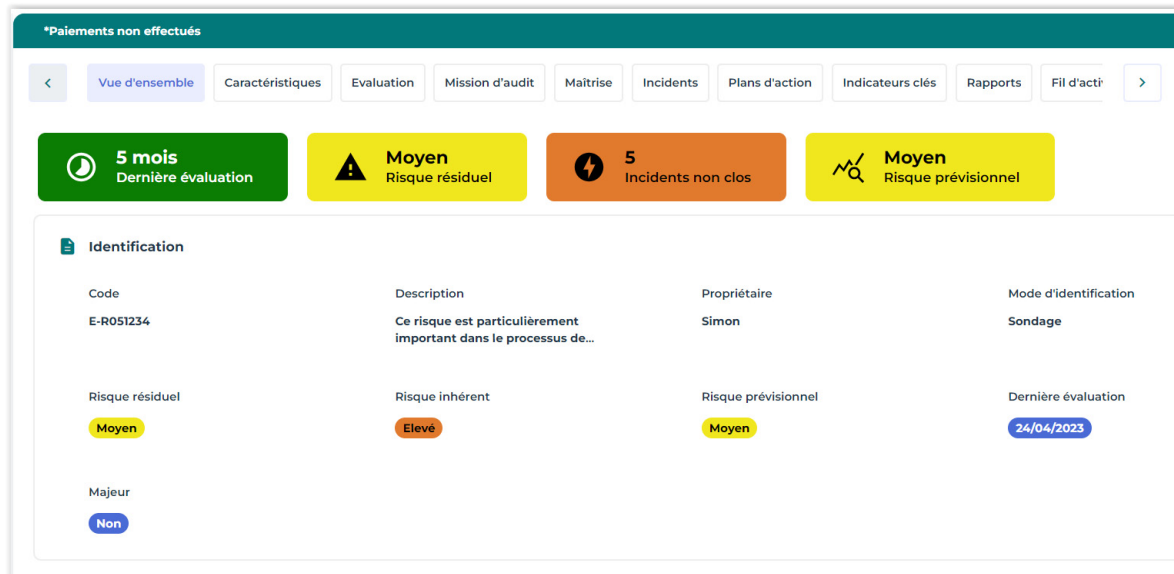 *Paiements non effectués
Vue d'ensemble Caractéristiques Evaluation Mission d'audit Maîtrise Incidents Plans d'action Indicateurs clés Rapports Fil d'activ
5 mois
Dernière évaluation
Moyen
Risque résiduel
5
Incidents non clos
Moyen
Risque prévisionnel
Identification
Code Description Propriétaire Mode d'identification
E-R051234 Ce risque est particulièrement Simon Sondage
important dans le processus de...
Risque résiduel Risque inhérent Risque prévisionnel Dernière évaluation
Moyen Elevé Moyen 24/04/2023
Majeur
Non